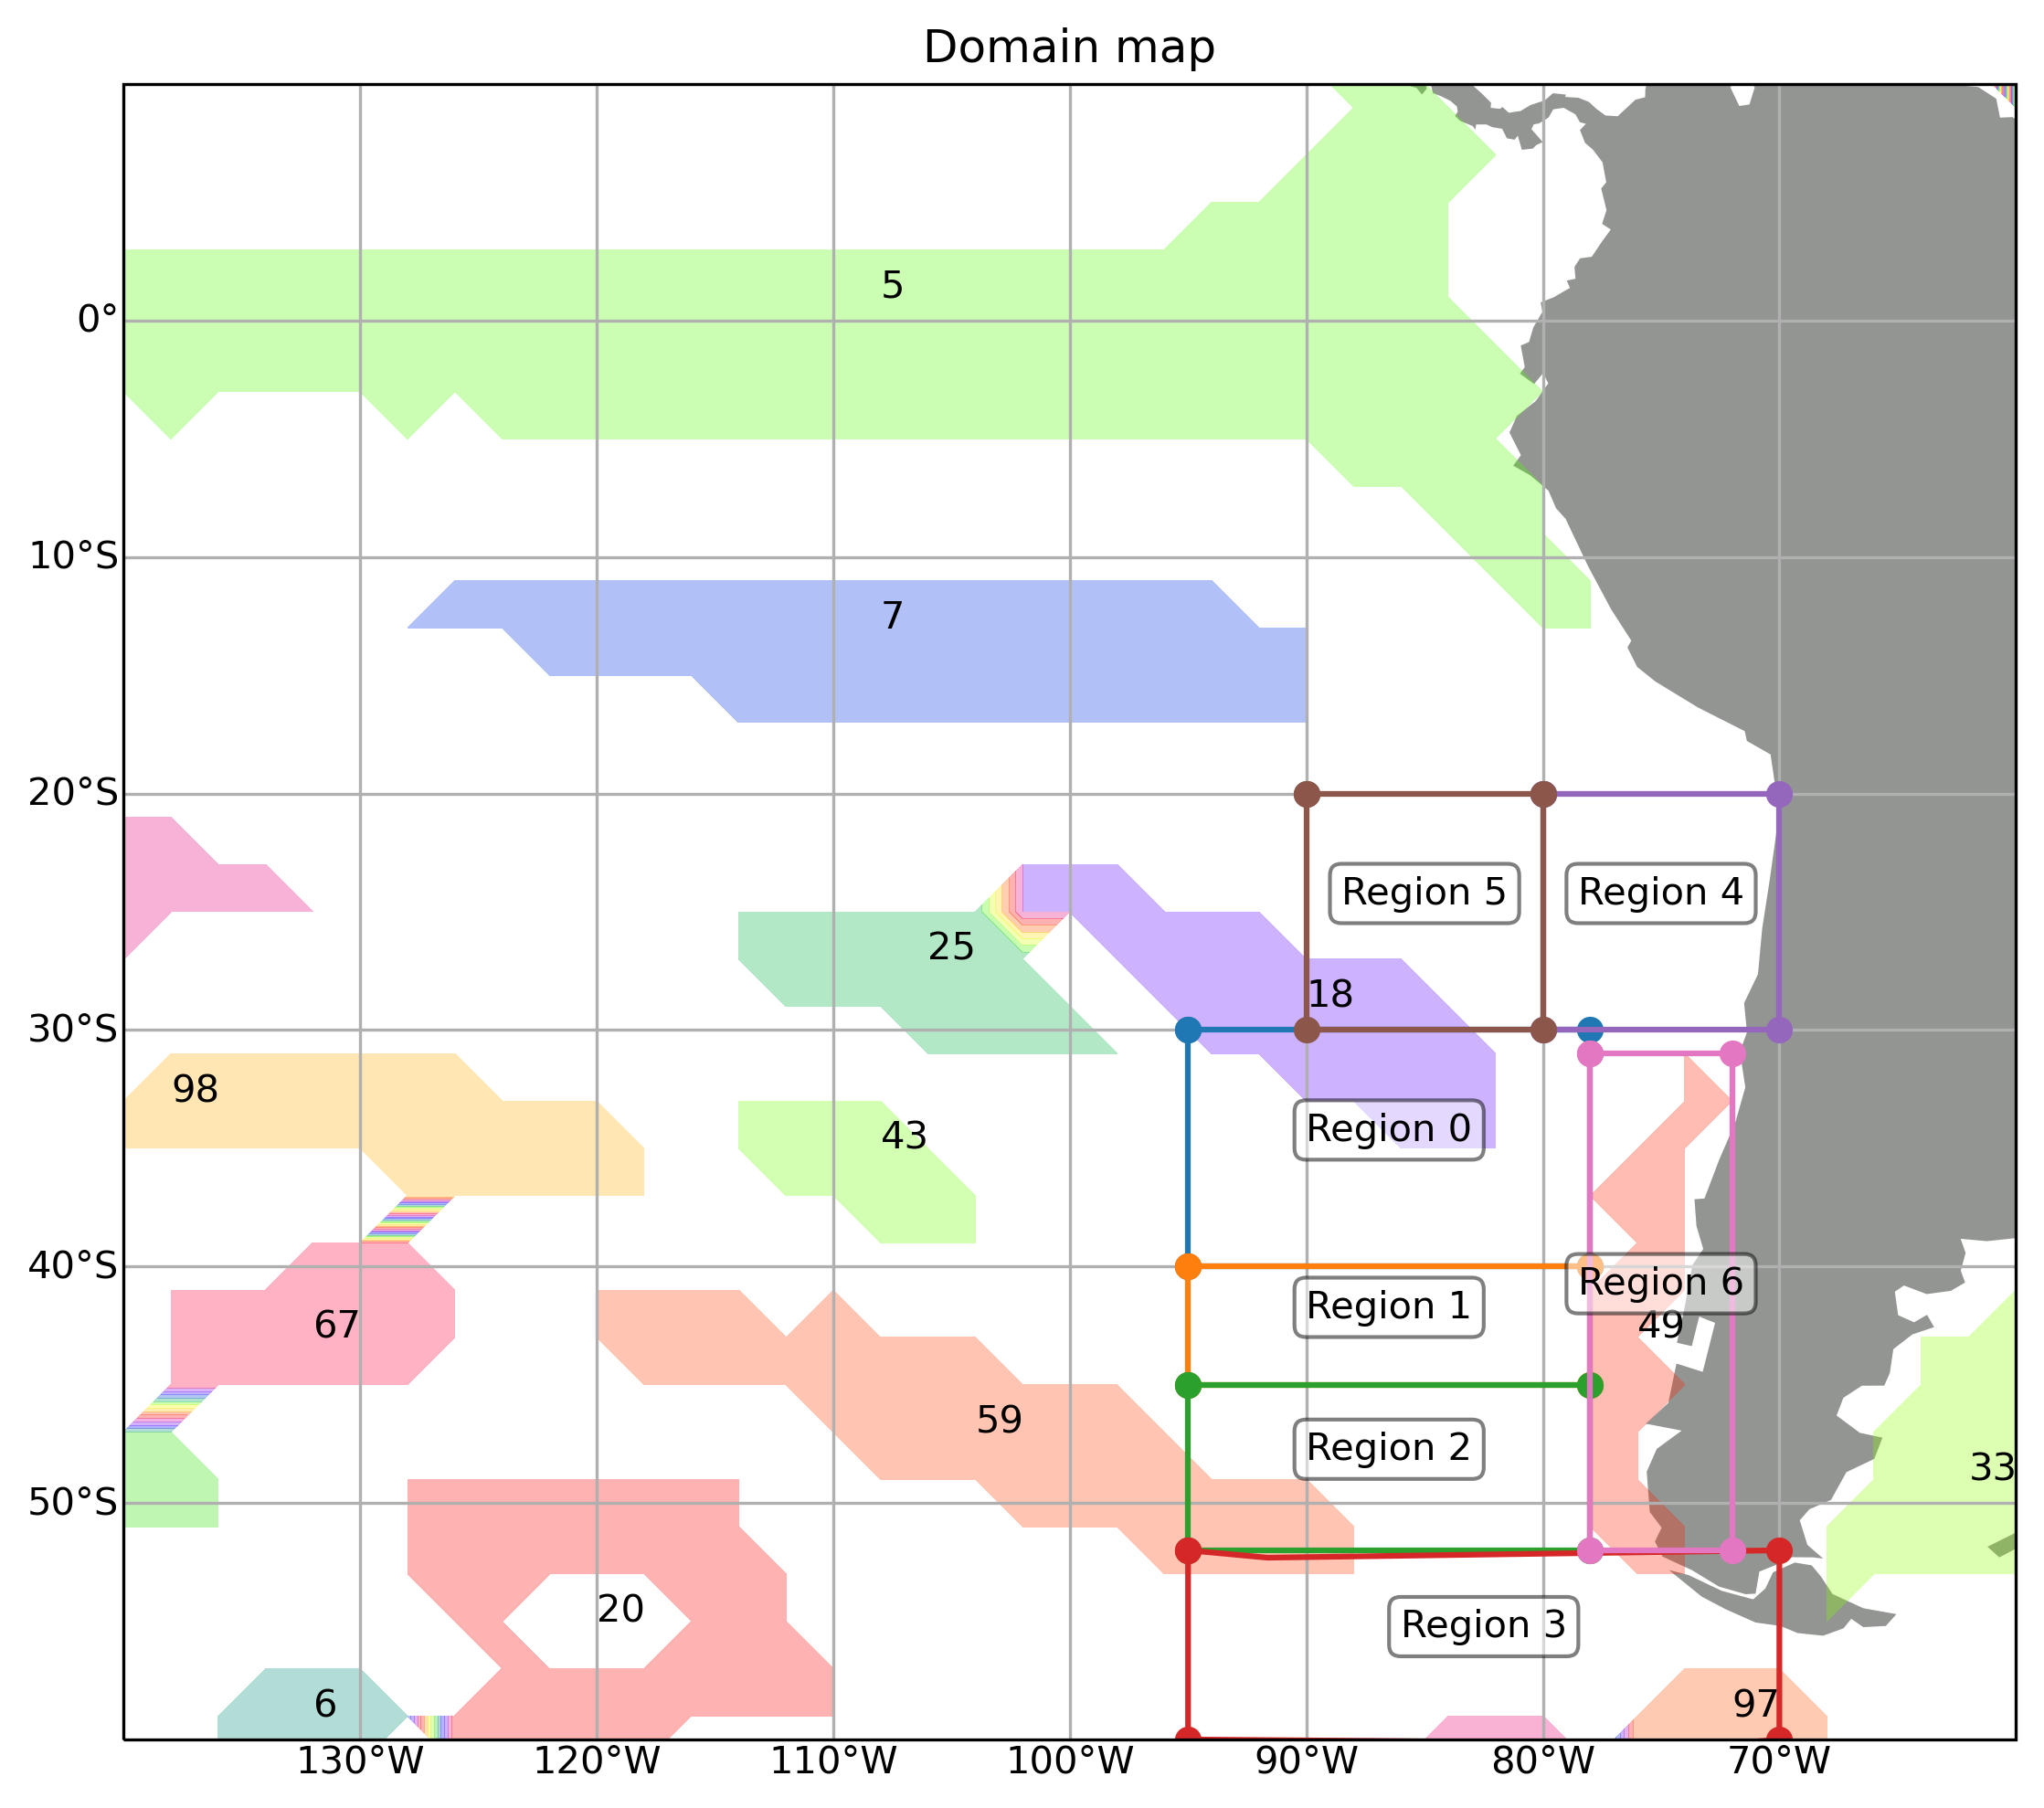 Domain map
5
0°
10°S
7
20°S
Region 5
Region 4
25
18
30°S
98
Region 0
43
40°S
Region 6
Region 1
67
49
59
Region 2
33
50°S
20
Region 3
6
97
130°W 120°W 110°W 100°W 90°W 80°W 70°W